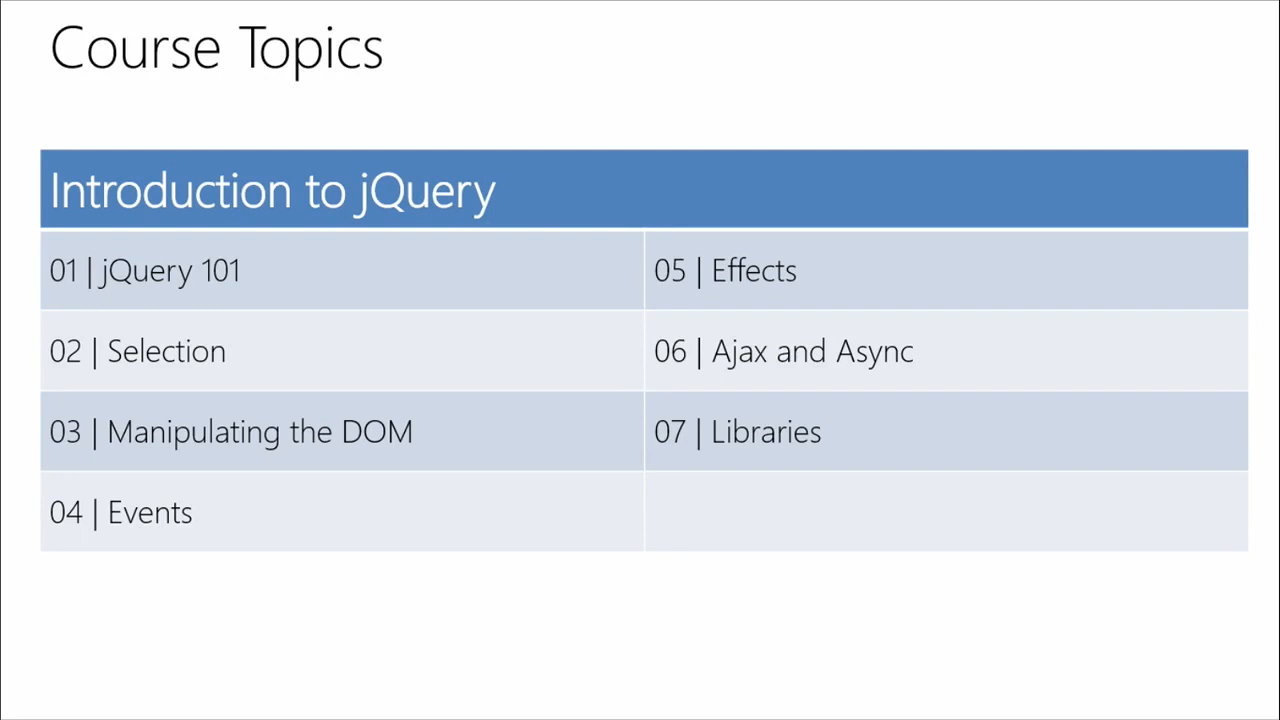 Course Topics
Introduction to jQuery
01 | jQuery 101
05 | Effects
02 | Selection
06 | Ajax and Async
03 | Manipulating the DOM
07 | Libraries
04 | Events